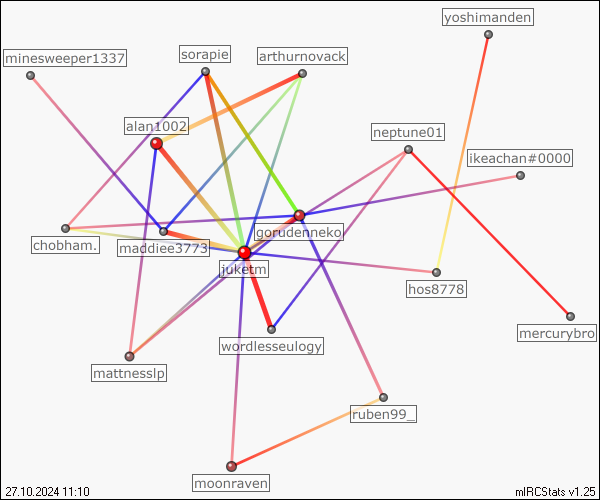 yoshimanden
minesweeper1337
sorapie
arthurnovack
alan1002
neptune01
ikeachan#0000
gorudenneko
chobham.
maddiee3773
juketm
hos8778
mercurybro
wordlesseulogy
mattnesslp
ruben99_
moonraven
27.10.2024 11:10
mIRCStats v1.25